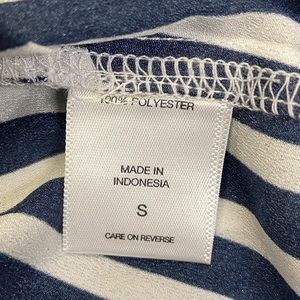 100% POLYESTER
MADE IN
INDONESIA
S
CARE ON REVERSE